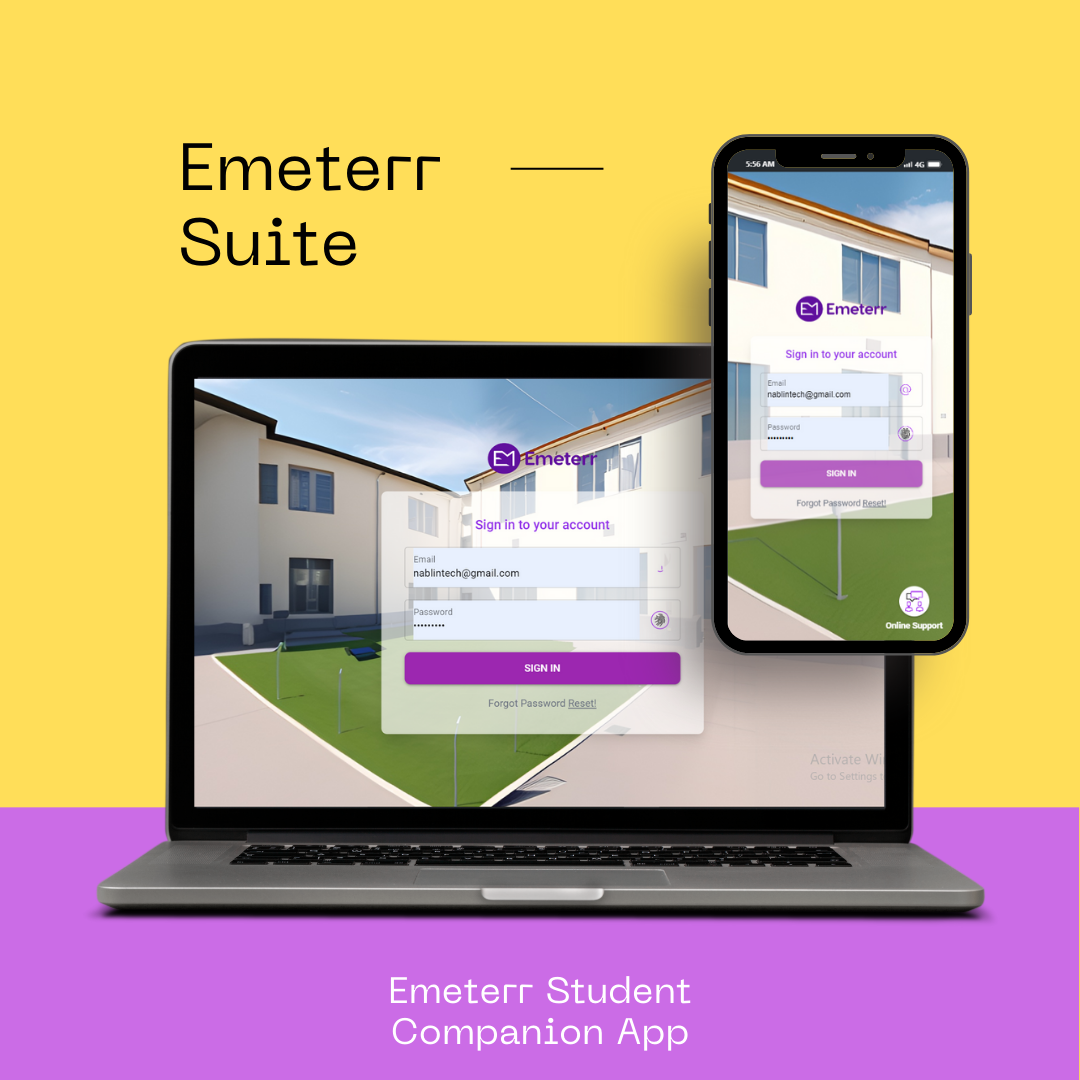 Emeterr
Suite
5:56 AM
4G
EM Emeterr
Sign in to your account
Email
nablintech@gmail.com
Password
•••••••••
SIGN IN
Forgot Password Reset!
Online Support
EM Emeterr
Sign in to your account
Email
nablintech@gmail.com
Password
•••••••••
SIGN IN
Forgot Password Reset!
Activate Wi
Go to Settings
Emeterr Student
Companion App